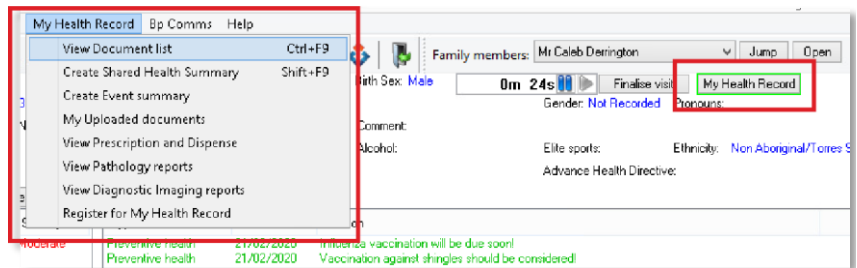 My Health Record Bp Comms Help
View Document list Ctrl+F9
Create Shared Health Summary Shift+F9
Create Event summary
My Uploaded documents
View Prescription and Dispense
View Pathology reports
View Diagnostic Imaging reports
Register for My Health Record
Family members: Mr Caleb Derrington Jump Open
Birth Sex: Male 0m 24s Finalise visit My Health Record
Gender: Not Recorded Pronouns:
Comment:
Alcohol: Elite sports: Ethnicity: Non Aboriginal/Torres S
Advance Health Directive:
Moderate Preventive health 21/02/2020 Influenza vaccination will be due soon!
Preventive health 21/02/2020 Vaccination against shingles should be considered!